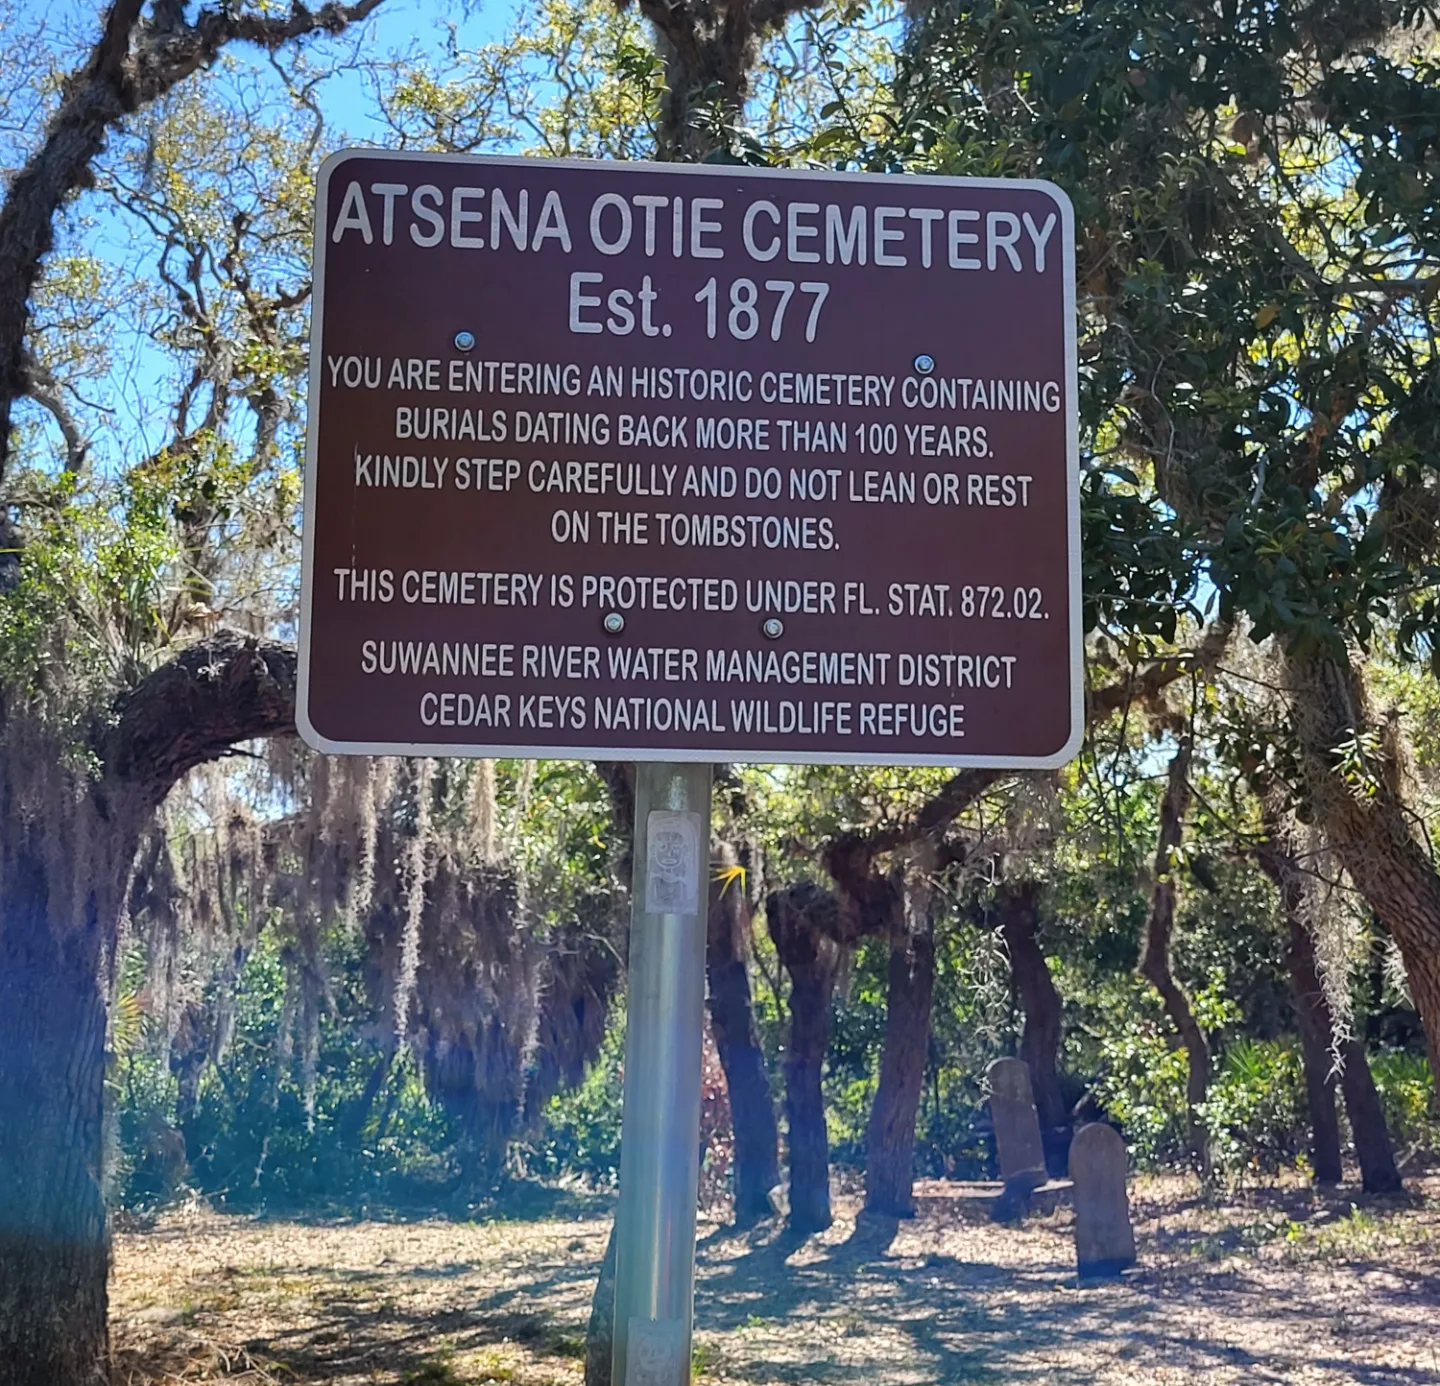 ATSENA OTIE CEMETERY
Est. 1877
YOU ARE ENTERING AN HISTORIC CEMETERY CONTAINING
BURIALS DATING BACK MORE THAN 100 YEARS.
KINDLY STEP CAREFULLY AND DO NOT LEAN OR REST
ON THE TOMBSTONES.
THIS CEMETERY IS PROTECTED UNDER FL. STAT. 872.02.
SUWANNEE RIVER WATER MANAGEMENT DISTRICT
CEDAR KEYS NATIONAL WILDLIFE REFUGE